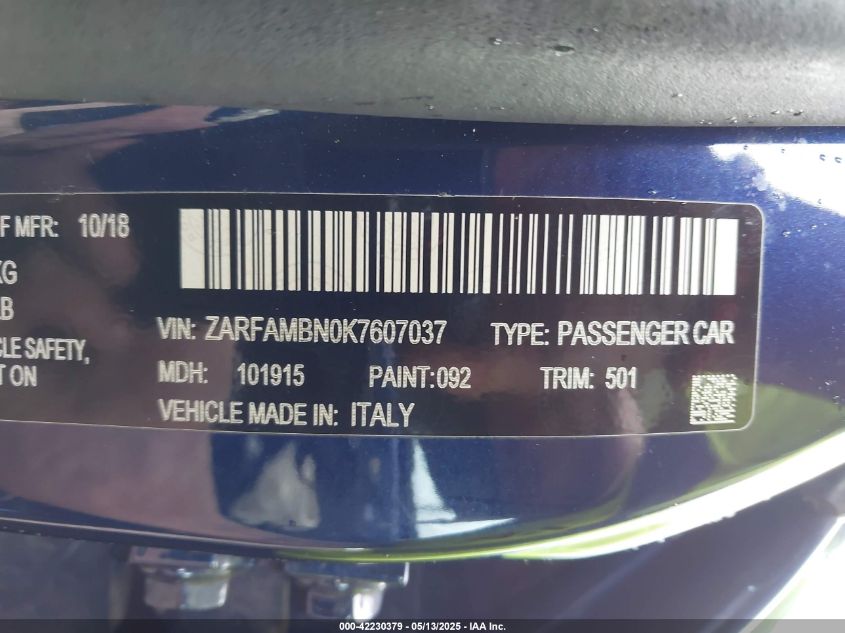 F MFR: 10/18
KG
LB
CLE SAFETY,
T ON
VIN: ZARFAMBN0K7607037 TYPE: PASSENGER CAR
MDH: 101915 PAINT:092 TRIM: 501
VEHICLE MADE IN: ITALY
000-42230379 — 05/13/2025 — IAA Inc.